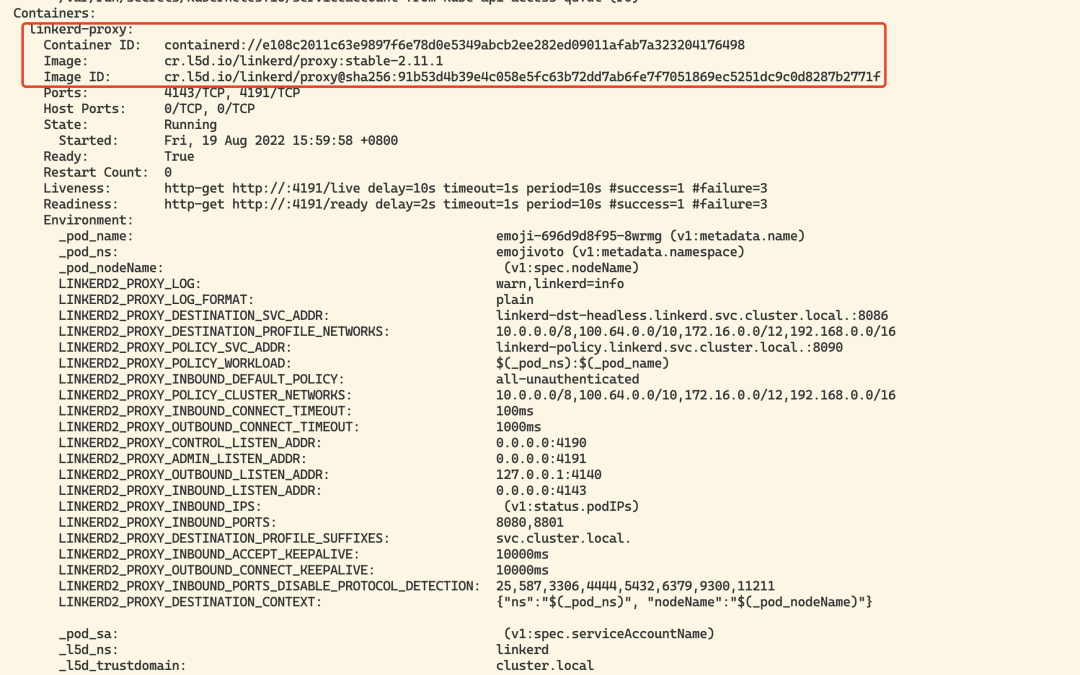 Containers:
linkerd-proxy:
Container ID: containerd://e108c2011c63e9897f6e78d0e5349abcb2ee282ed09011afab7a323204176498
Image: cr.l5d.io/linkerd/proxy:stable-2.11.1
Image ID: cr.l5d.io/linkerd/proxy@sha256:91b53d4b39e4c058e5fc63b72dd7ab6fe7f7051869ec5251dc9c0d8287b2771f
Ports: 4143/TCP, 4191/TCP
Host Ports: 0/TCP, 0/TCP
State: Running
Started: Fri, 19 Aug 2022 15:59:58 +0800
Ready: True
Restart Count: 0
Liveness: http-get http://:4191/live delay=10s timeout=1s period=10s #success=1 #failure=3
Readiness: http-get http://:4191/ready delay=2s timeout=1s period=10s #success=1 #failure=3
Environment:
_pod_name: emoji-696d9d8f95-8wrmg (v1:metadata.name)
_pod_ns: emojivoto (v1:metadata.namespace)
_pod_nodeName: (v1:spec.nodeName)
LINKERD2_PROXY_LOG: warn,linkerd=info
LINKERD2_PROXY_LOG_FORMAT: plain
LINKERD2_PROXY_DESTINATION_SVC_ADDR: linkerd-dst-headless.linkerd.svc.cluster.local.:8086
LINKERD2_PROXY_DESTINATION_PROFILE_NETWORKS: 10.0.0.0/8,100.64.0.0/10,172.16.0.0/12,192.168.0.0/16
LINKERD2_PROXY_POLICY_SVC_ADDR: linkerd-policy.linkerd.svc.cluster.local.:8090
LINKERD2_PROXY_POLICY_WORKLOAD: $(_pod_ns):$(_pod_name)
LINKERD2_PROXY_INBOUND_DEFAULT_POLICY: all-unauthenticated
LINKERD2_PROXY_POLICY_CLUSTER_NETWORKS: 10.0.0.0/8,100.64.0.0/10,172.16.0.0/12,192.168.0.0/16
LINKERD2_PROXY_INBOUND_CONNECT_TIMEOUT: 100ms
LINKERD2_PROXY_OUTBOUND_CONNECT_TIMEOUT: 1000ms
LINKERD2_PROXY_CONTROL_LISTEN_ADDR: 0.0.0.0:4190
LINKERD2_PROXY_ADMIN_LISTEN_ADDR: 0.0.0.0:4191
LINKERD2_PROXY_OUTBOUND_LISTEN_ADDR: 127.0.0.1:4140
LINKERD2_PROXY_INBOUND_LISTEN_ADDR: 0.0.0.0:4143
LINKERD2_PROXY_INBOUND_IPS: (v1:status.podIPs)
LINKERD2_PROXY_INBOUND_PORTS: 8080,8801
LINKERD2_PROXY_DESTINATION_PROFILE_SUFFIXES: svc.cluster.local.
LINKERD2_PROXY_INBOUND_ACCEPT_KEEPALIVE: 10000ms
LINKERD2_PROXY_OUTBOUND_CONNECT_KEEPALIVE: 10000ms
LINKERD2_PROXY_INBOUND_PORTS_DISABLE_PROTOCOL_DETECTION: 25,587,3306,4444,5432,6379,9300,11211
LINKERD2_PROXY_DESTINATION_CONTEXT: {"ns":"$(_pod_ns)", "nodeName":"$(_pod_nodeName)"}
_pod_sa: (v1:spec.serviceAccountName)
_l5d_ns: linkerd
_l5d_trustdomain: cluster.local